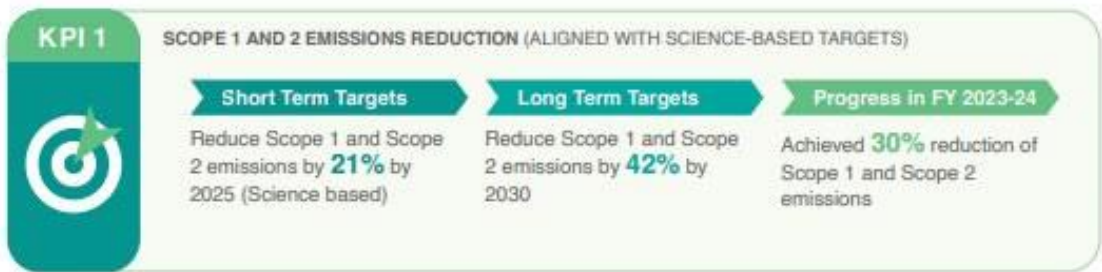 KPI 1
SCOPE 1 AND 2 EMISSIONS REDUCTION (ALIGNED WITH SCIENCE-BASED TARGETS)
Short Term Targets
Reduce Scope 1 and Scope
2 emissions by 21% by
2025 (Science based)
Long Term Targets
Reduce Scope 1 and Scope
2 emissions by 42% by
2030
Progress in FY 2023-24
Achieved 30% reduction of
Scope 1 and Scope 2
emissions